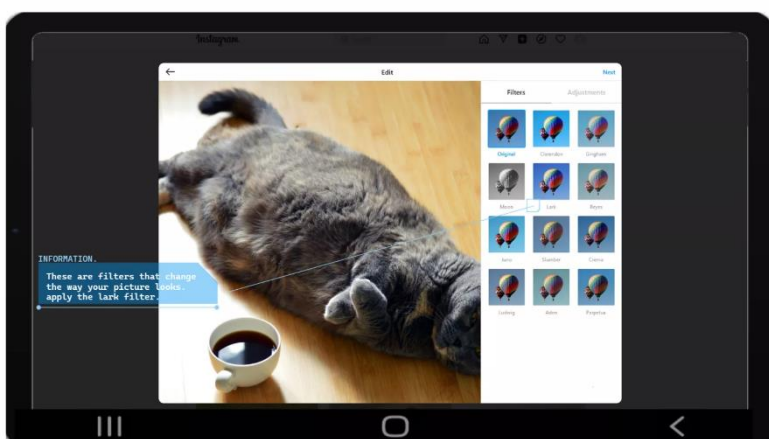 Instagram
Edit
Next
Filters
Adjustments
Original
Clarendon
Gingham
Moon
Lark
Reyes
Juno
Slumber
Crema
Ludwig
Aden
Perpetua
INFORMATION.
These are filters that change
the way your picture looks.
apply the lark filter.